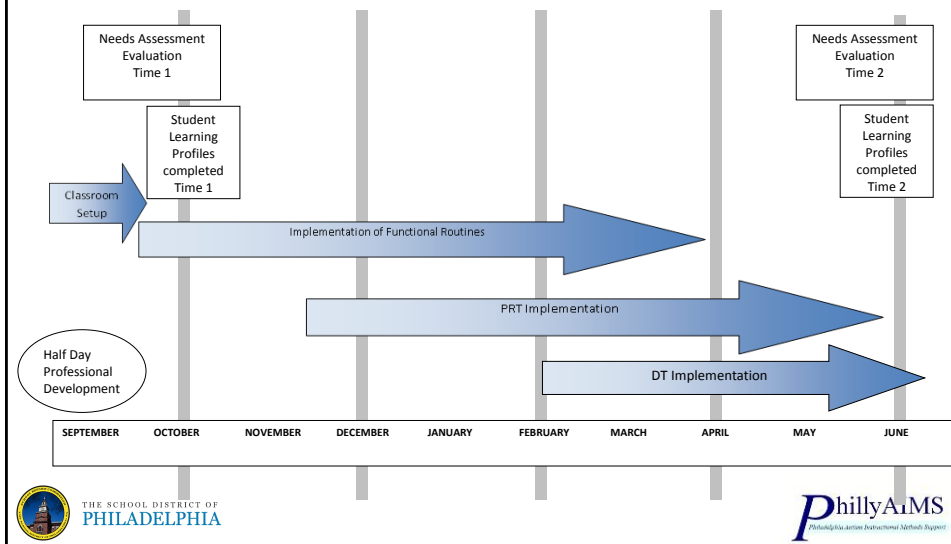 Needs Assessment
Evaluation
Time 1
Needs Assessment
Evaluation
Time 2
Student
Learning
Profiles
completed
Time 1
Student
Learning
Profiles
completed
Time 2
Classroom
Setup
Implementation of Functional Routines
PRT Implementation
Half Day
Professional
Development
DT Implementation
SEPTEMBER OCTOBER NOVEMBER DECEMBER JANUARY FEBRUARY MARCH APRIL MAY JUNE
THE SCHOOL DISTRICT OF
PHILADELPHIA
PhillyAIMS
Philadelphia Autism Instructional Methods Support